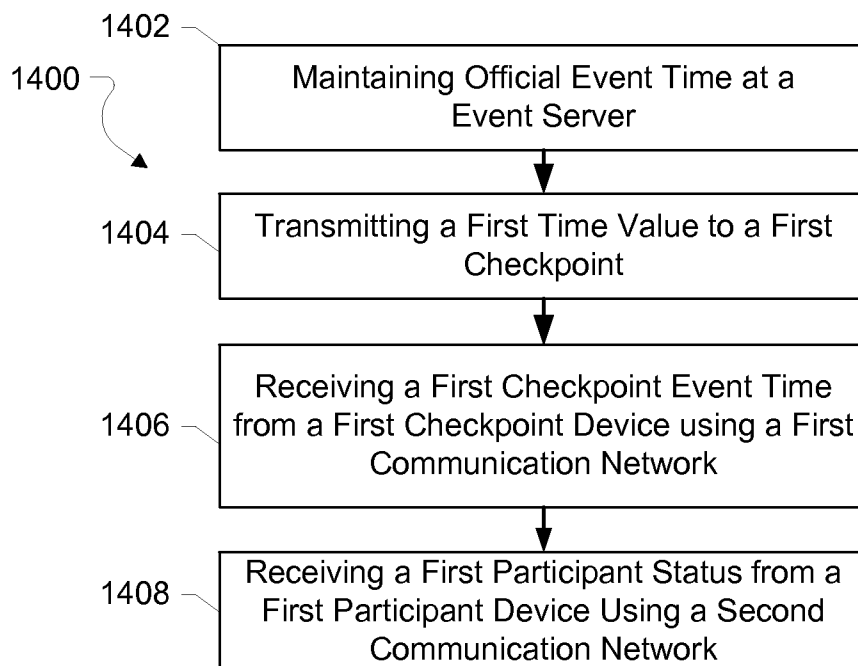 1402
1400
Maintaining Official Event Time at a
Event Server
1404
Transmitting a First Time Value to a First
Checkpoint
1406
Receiving a First Checkpoint Event Time
from a First Checkpoint Device using a First
Communication Network
1408
Receiving a First Participant Status from a
First Participant Device Using a Second
Communication Network